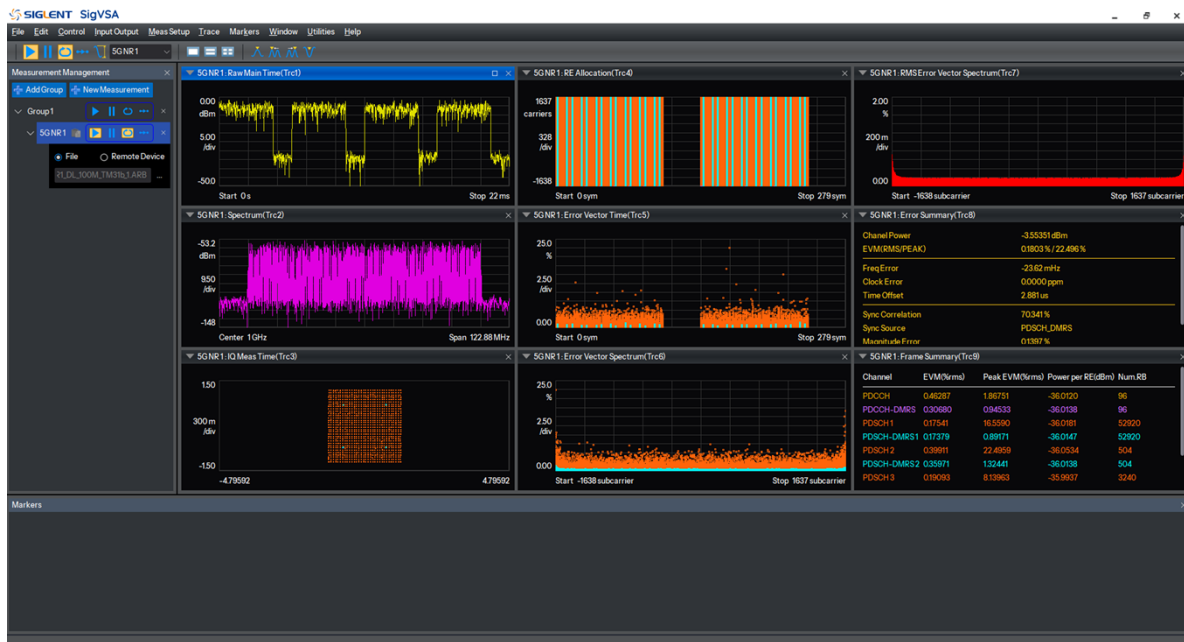 SIGLENT SigVSA
File Edit Control Input Output Meas Setup Trace Markers Window Utilities Help
5G NR1
Measurement Management
Add Group New Measurement
Group1
5G NR1
File Remote Device
R1_DL_100M_TM31b_1.ARB ...
5G NR1: Raw Main Time(Trc1)
0.00
dBm
5.00
/div
-50.0
Start 0 s Stop 22 ms
5G NR1: RE Allocation(Trc4)
1637
carriers
328
/div
-1638
Start 0 sym Stop 279 sym
5G NR1: RMS Error Vector Spectrum(Trc7)
2.00
%
200 m
/div
0.00
Start -1638 subcarrier Stop 1637 subcarrier
5G NR1: Spectrum(Trc2)
-53.2
dBm
9.50
/div
-148
Center 1 GHz Span 122.88 MHz
5G NR1: Error Vector Time(Trc5)
25.0
%
2.50
/div
0.00
Start 0 sym Stop 279 sym
5G NR1: Error Summary(Trc8)
Chanel Power -3.55351 dBm
EVM(RMS/PEAK) 0.1803 % / 22.496 %
Freq Error -23.62 mHz
Clock Error 0.0000 ppm
Time Offset 2.881 us
Sync Correlation 70.341 %
Sync Source PDSCH_DMRS
Magnitude Error 0.1397 %
5G NR1: IQ Meas Time(Trc3)
1.50
300 m
/div
-1.50
-4.79592 4.79592
5G NR1: Error Vector Spectrum(Trc6)
25.0
%
2.50
/div
0.00
Start -1638 subcarrier Stop 1637 subcarrier
5G NR1: Frame Summary(Trc9)
Channel EVM(%rms) Peak EVM(%rms) Power per RE(dBm) Num.RB
PDCCH 0.46287 1.86751 -36.0120 96
PDCCH-DMRS 0.30680 0.94533 -36.0138 96
PDSCH 1 0.17541 16.5590 -36.0181 52920
PDSCH-DMRS1 0.17379 0.89171 -36.0147 52920
PDSCH 2 0.39911 22.4959 -36.0534 504
PDSCH-DMRS2 0.35971 1.32441 -36.0138 504
PDSCH 3 0.19093 8.13963 -35.9937 3240
Markers